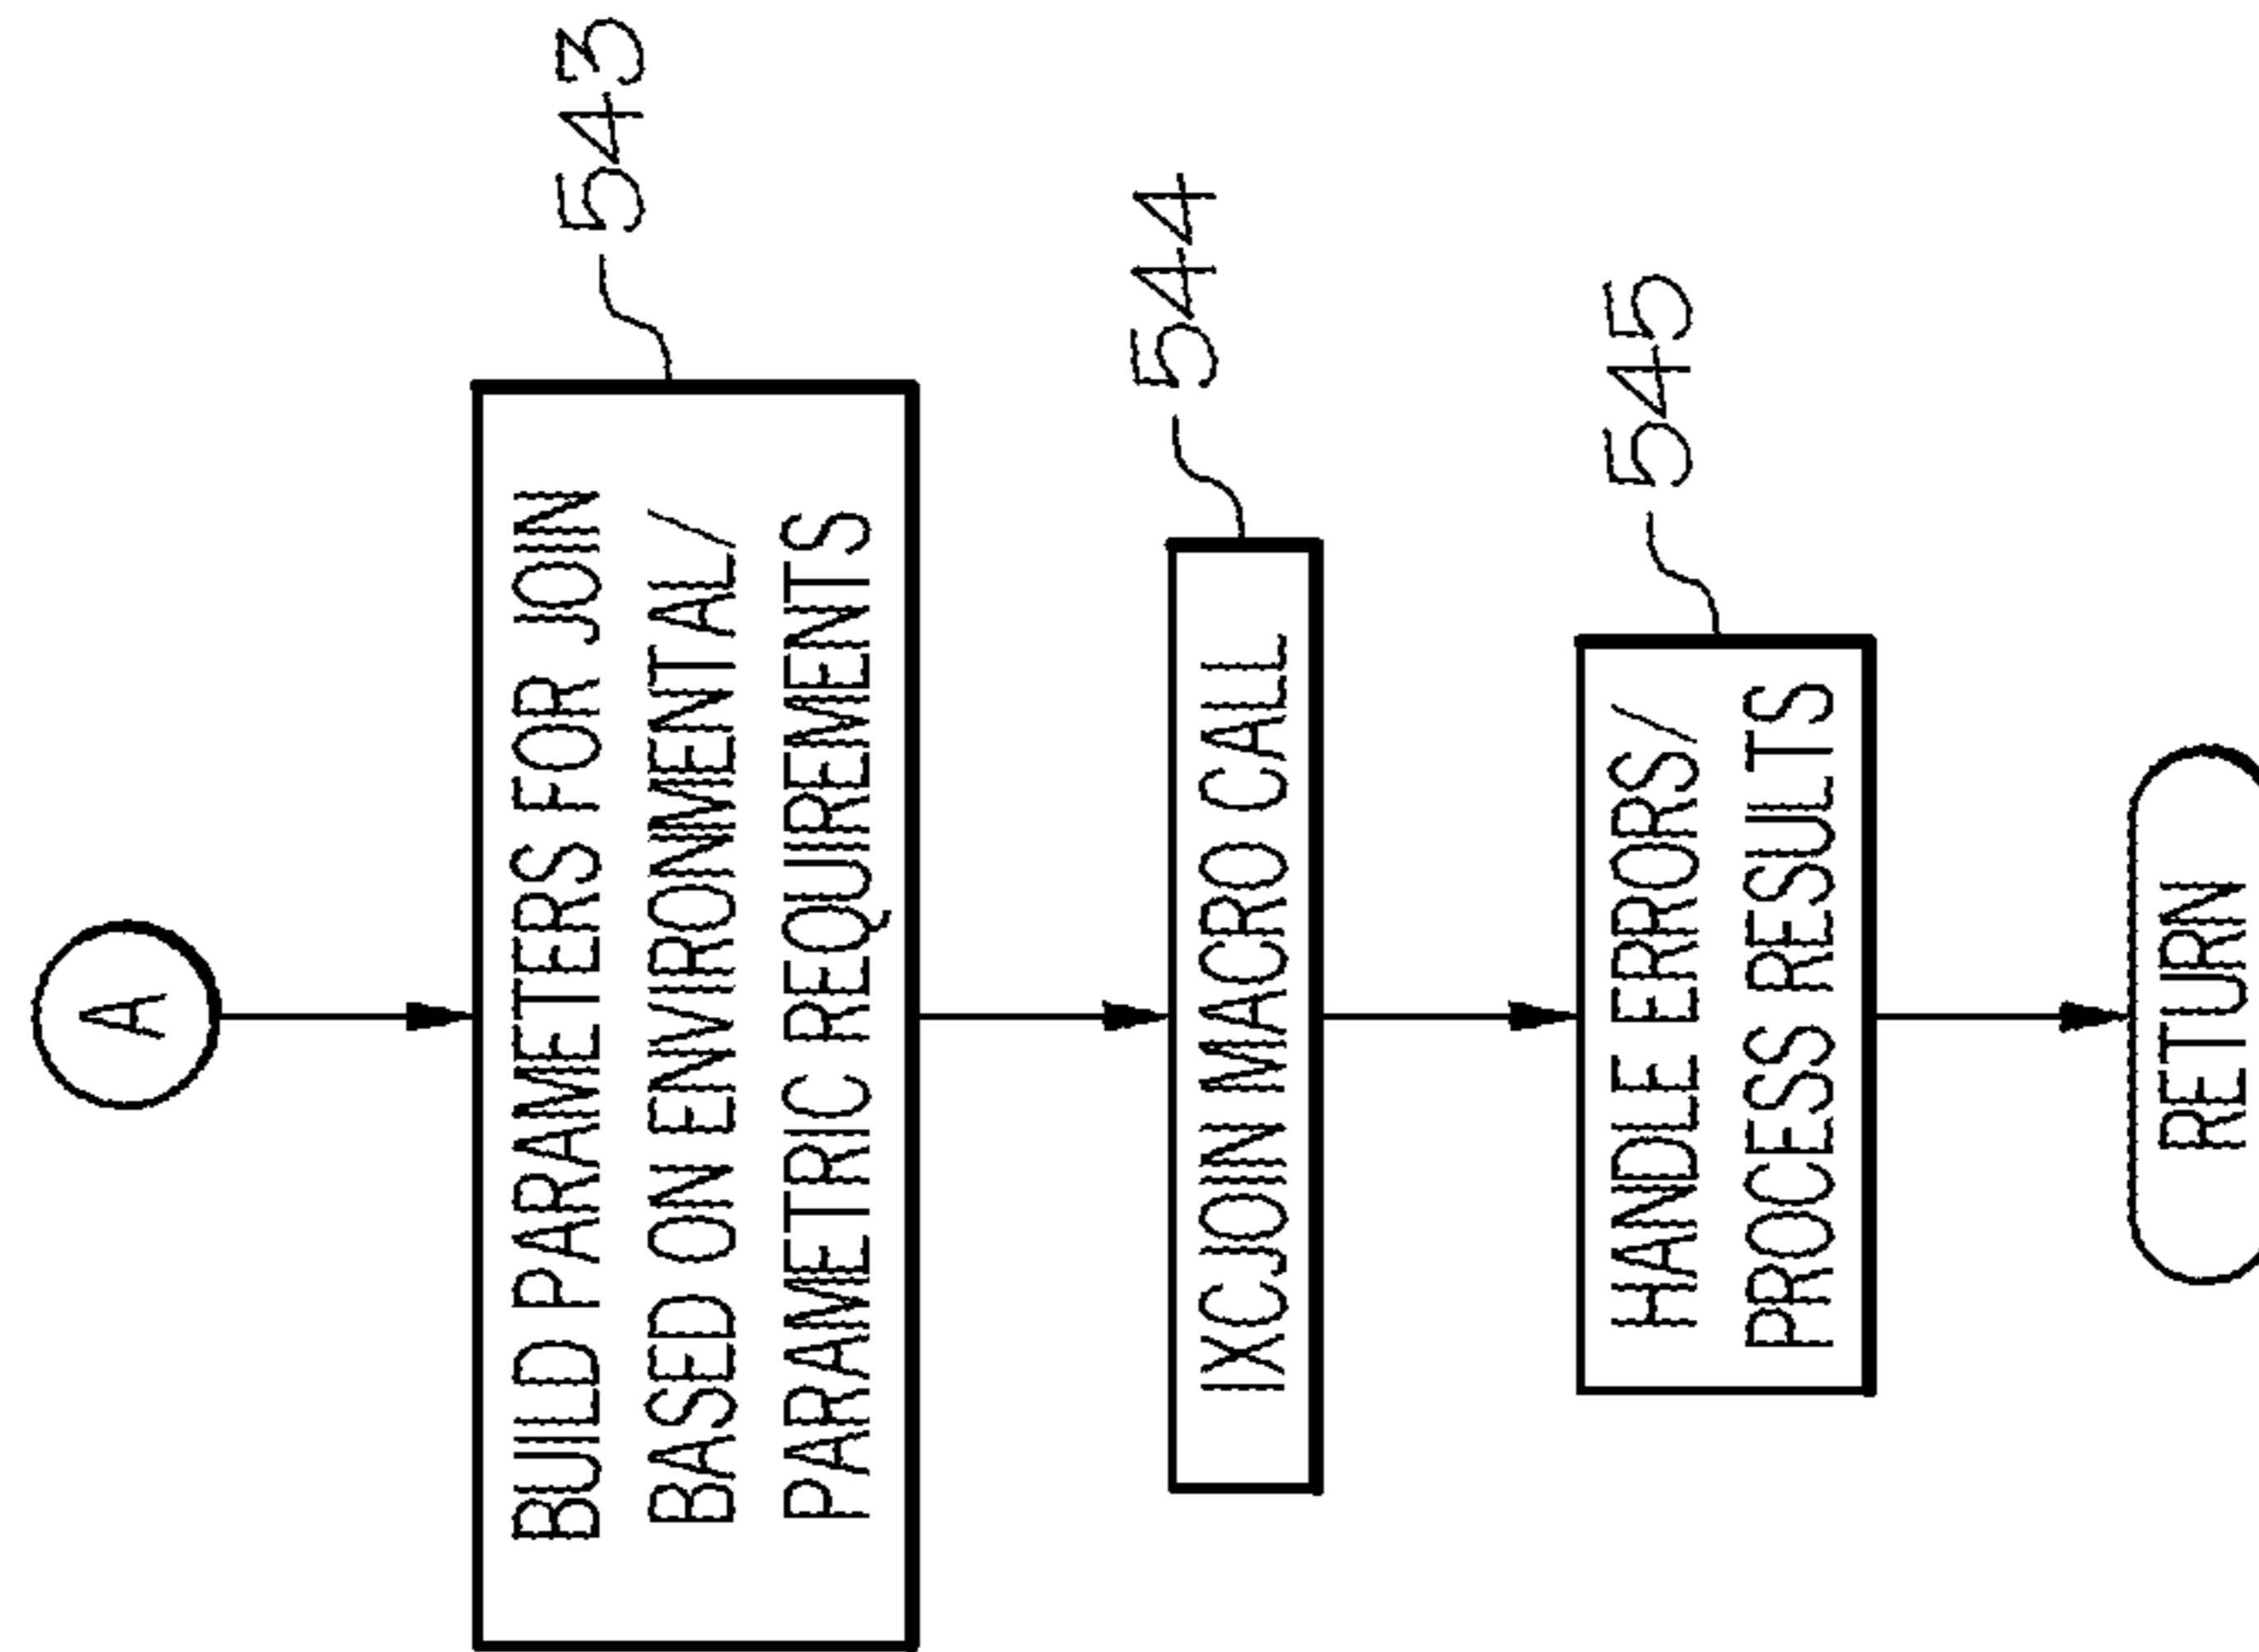 A
543
BUILD PARAMETERS FOR JOIN
BASED ON ENVIRONMENTAL/
PARAMETRIC REQUIREMENTS
544
IXCJOIN MACRO CALL
545
HANDLE ERRORS/
PROCESS RESULTS
RETURN